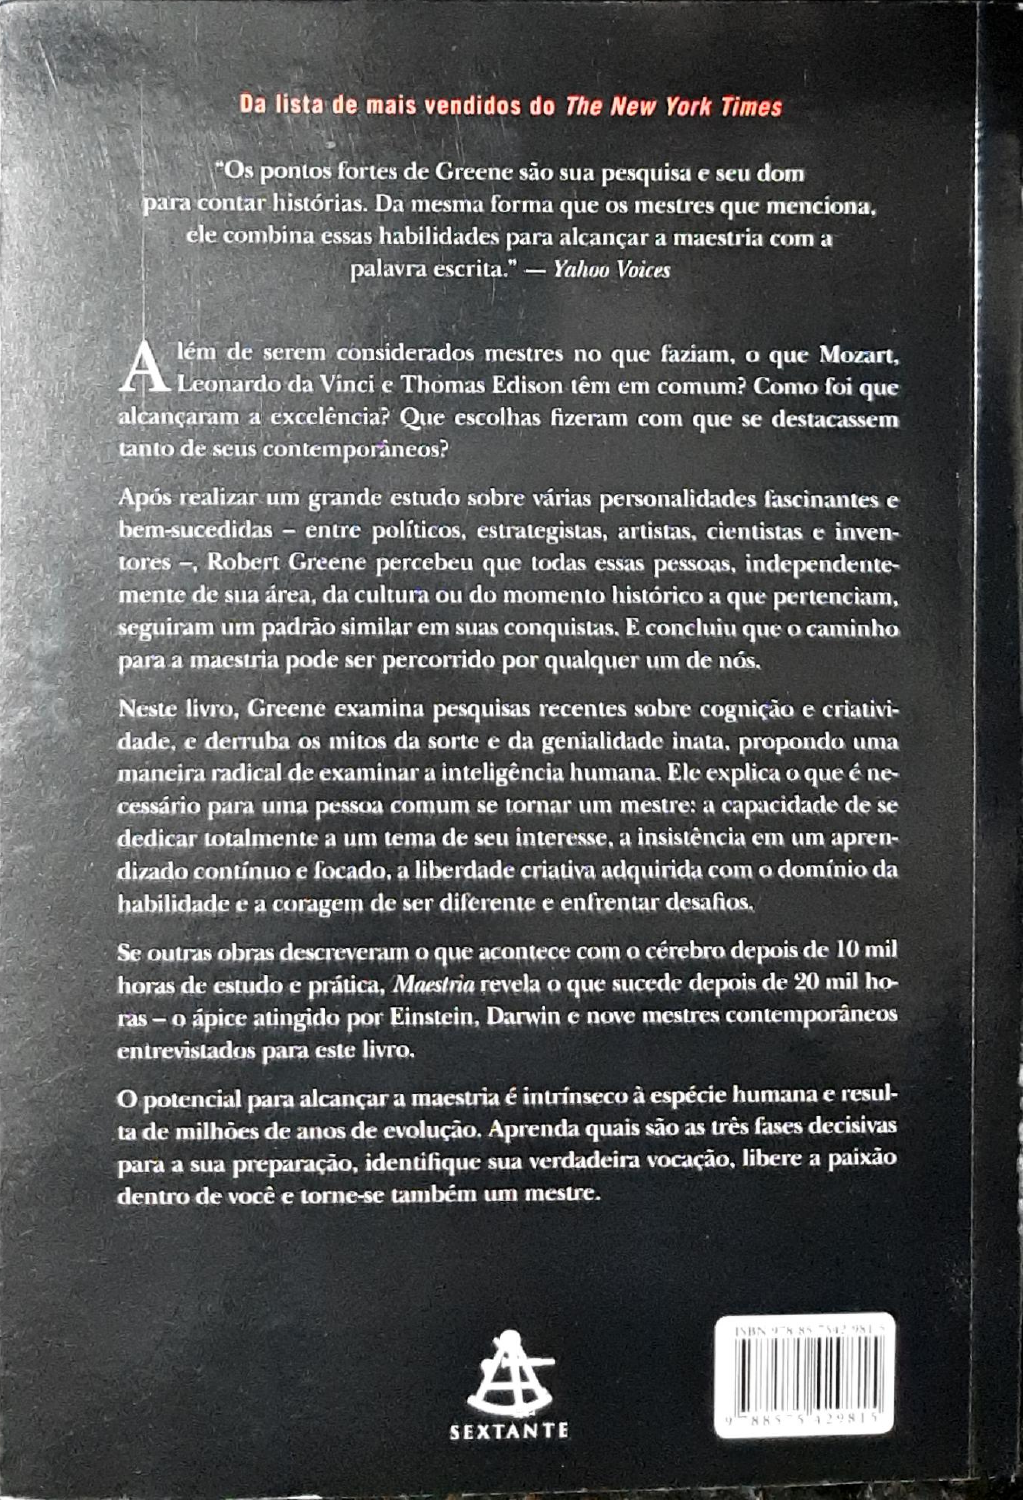 Da lista de mais vendidos do The New York Times
"Os pontos fortes de Greene são sua pesquisa e seu dom
para contar histórias. Da mesma forma que os mestres que menciona,
ele combina essas habilidades para alcançar a maestria com a
palavra escrita." — Yahoo Voices
Além de serem considerados mestres no que faziam, o que Mozart,
Leonardo da Vinci e Thomas Edison têm em comum? Como foi que
alcançaram a excelência? Que escolhas fizeram com que se destacassem
tanto de seus contemporâneos?
Após realizar um grande estudo sobre várias personalidades fascinantes e
bem-sucedidas – entre políticos, estrategistas, artistas, cientistas e inven-
tores –, Robert Greene percebeu que todas essas pessoas, independente-
mente de sua área, da cultura ou do momento histórico a que pertenciam,
seguiram um padrão similar em suas conquistas. E concluiu que o caminho
para a maestria pode ser percorrido por qualquer um de nós.
Neste livro, Greene examina pesquisas recentes sobre cognição e criativi-
dade, e derruba os mitos da sorte e da genialidade inata, propondo uma
maneira radical de examinar a inteligência humana. Ele explica o que é ne-
cessário para uma pessoa comum se tornar um mestre: a capacidade de se
dedicar totalmente a um tema de seu interesse, a insistência em um apren-
dizado contínuo e focado, a liberdade criativa adquirida com o domínio da
habilidade e a coragem de ser diferente e enfrentar desafios.
Se outras obras descreveram o que acontece com o cérebro depois de 10 mil
horas de estudo e prática, Maestria revela o que sucede depois de 20 mil ho-
ras – o ápice atingido por Einstein, Darwin e nove mestres contemporâneos
entrevistados para este livro.
O potencial para alcançar a maestria é intrínseco à espécie humana e resul-
ta de milhões de anos de evolução. Aprenda quais são as três fases decisivas
para a sua preparação, identifique sua verdadeira vocação, libere a paixão
dentro de você e torne-se também um mestre.
ISBN 978-85-7542-981-5
SEXTANTE
9 788575 429815